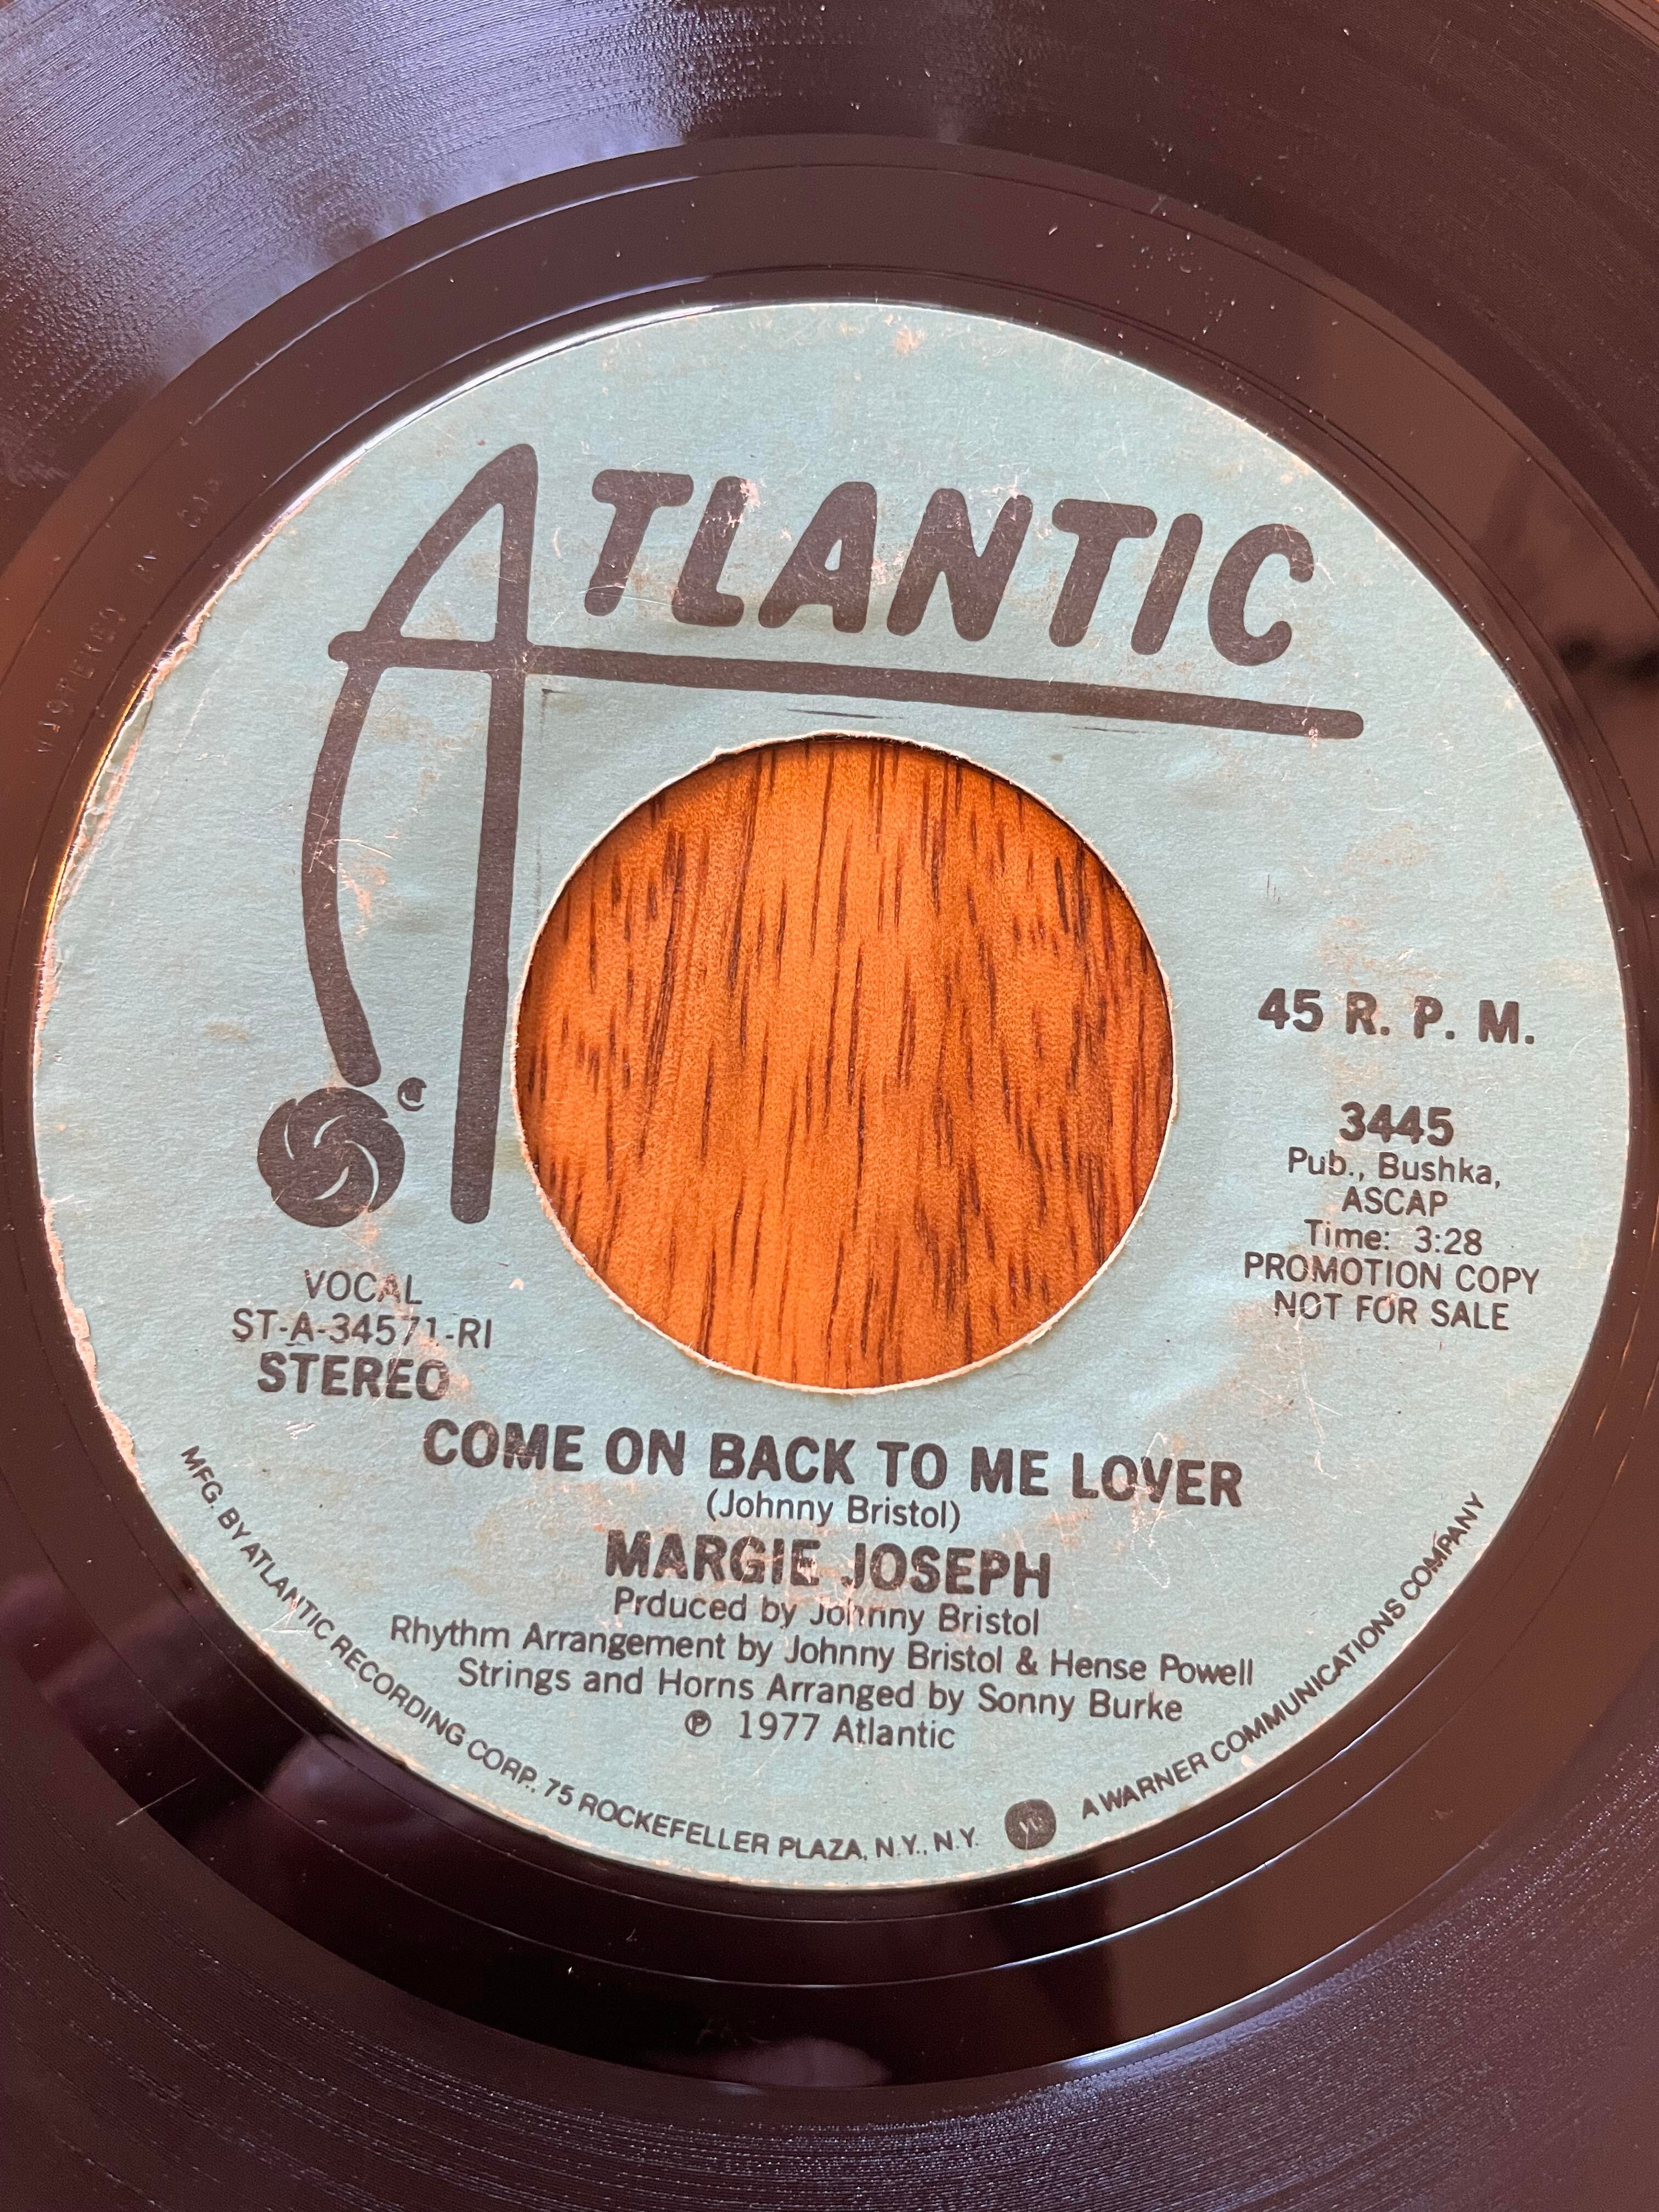 ATLANTIC
45 R. P. M.
3445
Pub., Bushka,
ASCAP
Time: 3:28
PROMOTION COPY
NOT FOR SALE
VOCAL
ST-A-34571-RI
STEREO
COME ON BACK TO ME LOVER
(Johnny Bristol)
MARGIE JOSEPH
Prduced by Johnny Bristol
Rhythm Arrangement by Johnny Bristol & Hense Powell
Strings and Horns Arranged by Sonny Burke
℗ 1977 Atlantic
MFG. BY ATLANTIC RECORDING CORP., 75 ROCKEFELLER PLAZA, N.Y., N.Y. A WARNER COMMUNICATIONS COMPANY